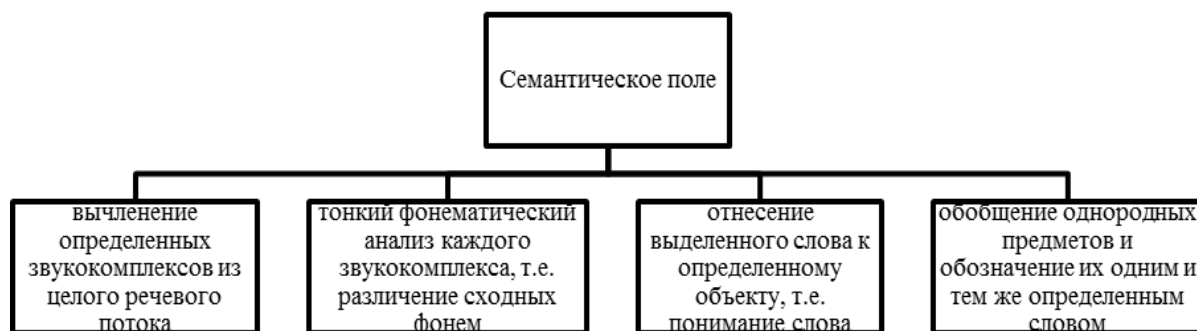 Семантическое поле
вычленение
определенных
звукокомплексов из
целого речевого
потока
тонкий фонематический
анализ каждого
звукокомплекса, т.е.
различение сходных
фонем
отнесение
выделенного слова к
определенному
объекту, т.е.
понимание слова
обобщение однородных
предметов и
обозначение их одним и
тем же определенным
словом